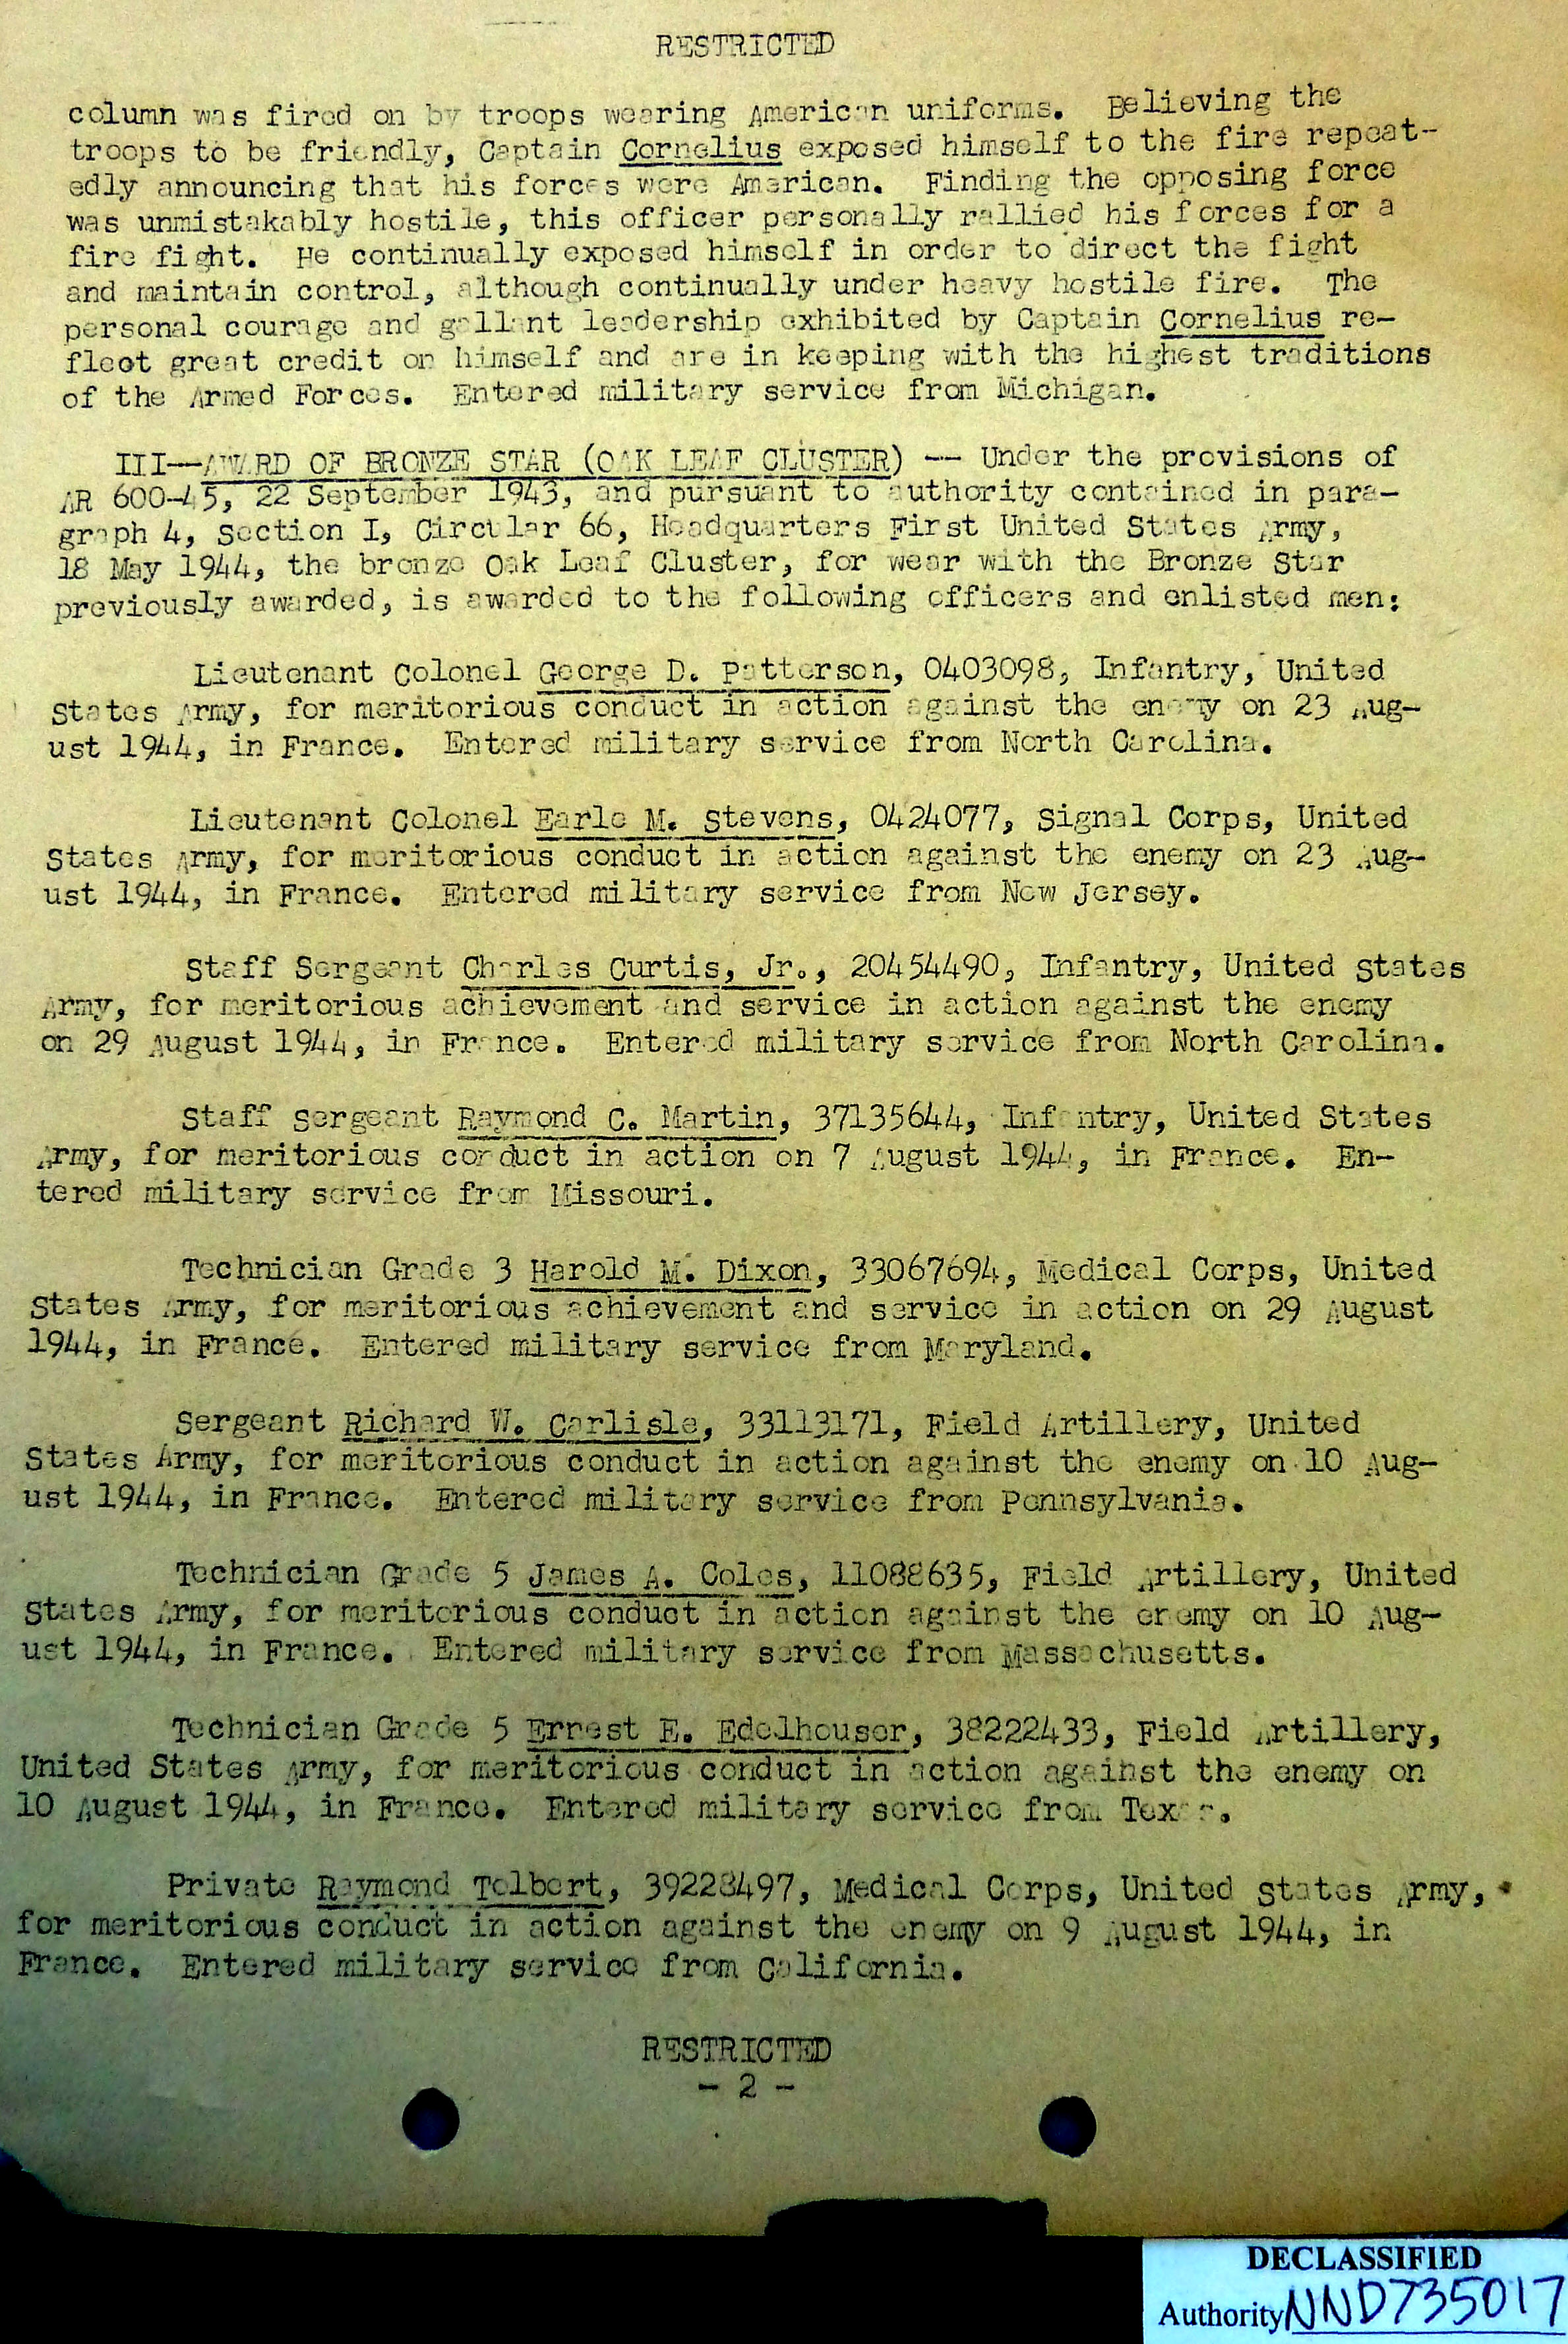 RESTRICTED
column was fired on by troops wearing American uniforms. Believing the
troops to be friendly, Captain Cornelius exposed himself to the fire repeat-
edly announcing that his forces were American. Finding the opposing force
was unmistakably hostile, this officer personally rallied his forces for a
fire fight. He continually exposed himself in order to direct the fight
and maintain control, although continually under heavy hostile fire. The
personal courage and gallant leadership exhibited by Captain Cornelius re-
flect great credit on himself and are in keeping with the highest traditions
of the Armed Forces. Entered military service from Michigan.
III--AWARD OF BRONZE STAR (OAK LEAF CLUSTER) -- Under the provisions of
AR 600-45, 22 September 1943, and pursuant to authority contained in para-
graph 4, Section I, Circular 66, Headquarters First United States Army,
18 May 1944, the bronze Oak Leaf Cluster, for wear with the Bronze Star
previously awarded, is awarded to the following officers and enlisted men:
Lieutenant Colonel George D. Patterson, 0403098, Infantry, United
States Army, for meritorious conduct in action against the enemy on 23 Aug-
ust 1944, in France. Entered military service from North Carolina.
Lieutenant Colonel Earle M. Stevens, 0424077, Signal Corps, United
States Army, for meritorious conduct in action against the enemy on 23 Aug-
ust 1944, in France. Entered military service from New Jersey.
Staff Sergeant Charles Curtis, Jr., 20454490, Infantry, United States
Army, for meritorious achievement and service in action against the enemy
on 29 August 1944, in France. Entered military service from North Carolina.
Staff Sergeant Raymond C. Martin, 37135644, Infantry, United States
Army, for meritorious conduct in action on 7 August 1944, in France. En-
tered military service from Missouri.
Technician Grade 3 Harold M. Dixon, 33067694, Medical Corps, United
States Army, for meritorious achievement and service in action on 29 August
1944, in France. Entered military service from Maryland.
Sergeant Richard W. Carlisle, 33113171, Field Artillery, United
States Army, for meritorious conduct in action against the enemy on 10 Aug-
ust 1944, in France. Entered military service from Pennsylvania.
Technician Grade 5 James A. Coles, 11088635, Field Artillery, United
States Army, for meritorious conduct in action against the enemy on 10 Aug-
ust 1944, in France. Entered military service from Massachusetts.
Technician Grade 5 Ernest E. Edelhouser, 38222433, Field Artillery,
United States Army, for meritorious conduct in action against the enemy on
10 August 1944, in France. Entered military service from Texas.
Private Raymond Tolbert, 39228497, Medical Corps, United States Army,
for meritorious conduct in action against the enemy on 9 August 1944, in
France. Entered military service from California.
RESTRICTED
- 2 -
DECLASSIFIED
Authority NND735017